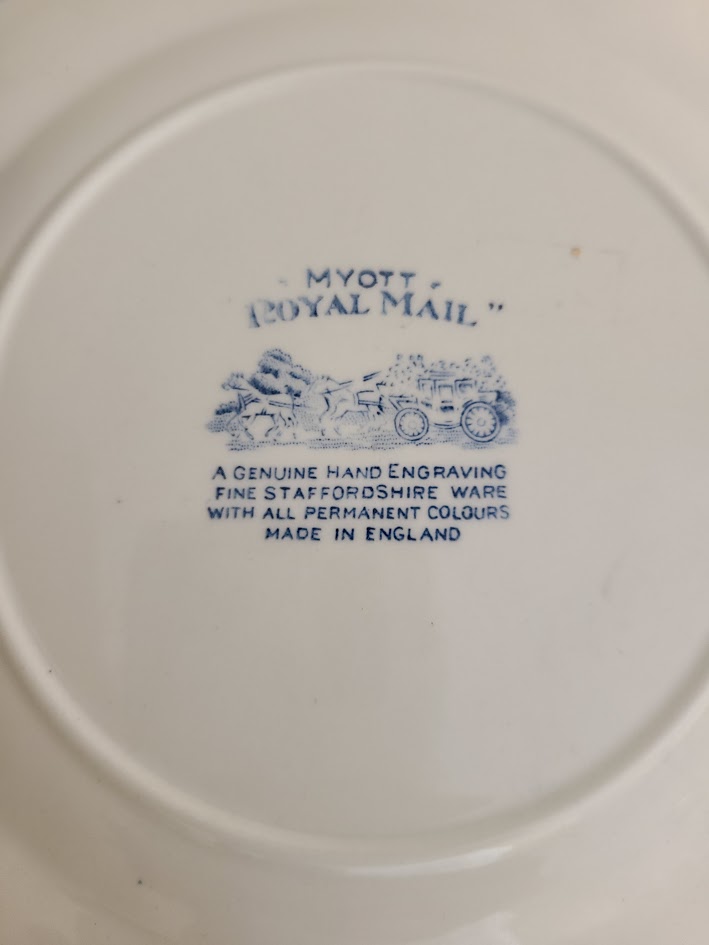 MYOTT
"ROYAL MAIL"
A GENUINE HAND ENGRAVING
FINE STAFFORDSHIRE WARE
WITH ALL PERMANENT COLOURS
MADE IN ENGLAND